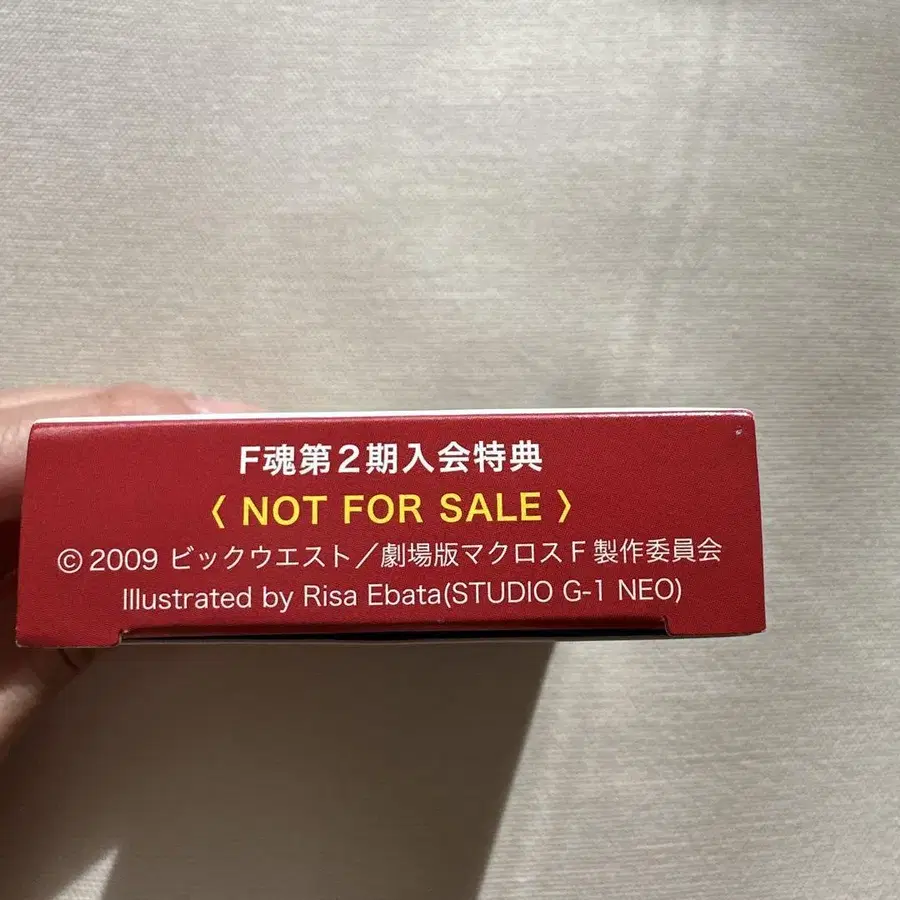 F魂第2期入会特典
〈 NOT FOR SALE 〉
© 2009 ビックウエスト／劇場版マクロスF製作委員会
Illustrated by Risa Ebata(STUDIO G-1 NEO)